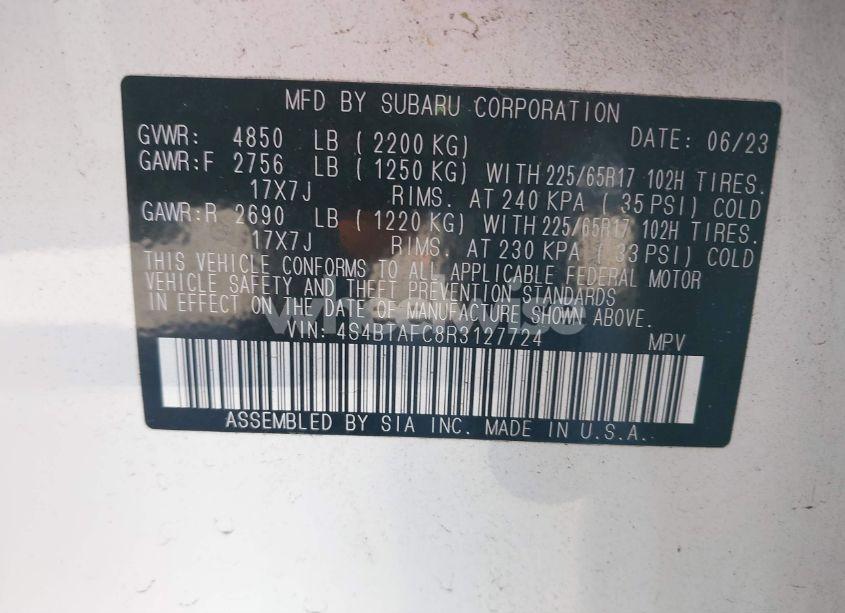 MFD BY SUBARU CORPORATION
GVWR: 4850 LB ( 2200 KG) DATE: 06/23
GAWR:F 2756 LB ( 1250 KG) WITH 225/65R17 102H TIRES.
17X7J RIMS. AT 240 KPA ( 35 PSI) COLD
GAWR:R 2690 LB ( 1220 KG) WITH 225/65R17 102H TIRES.
17X7J RIMS. AT 230 KPA ( 33 PSI) COLD
THIS VEHICLE CONFORMS TO ALL APPLICABLE FEDERAL MOTOR
VEHICLE SAFETY AND THEFT PREVENTION STANDARDS
IN EFFECT ON THE DATE OF MANUFACTURE SHOWN ABOVE.
VIN: 4S4BTAFC8R3127724 MPV
ASSEMBLED BY SIA INC. MADE IN U.S.A.